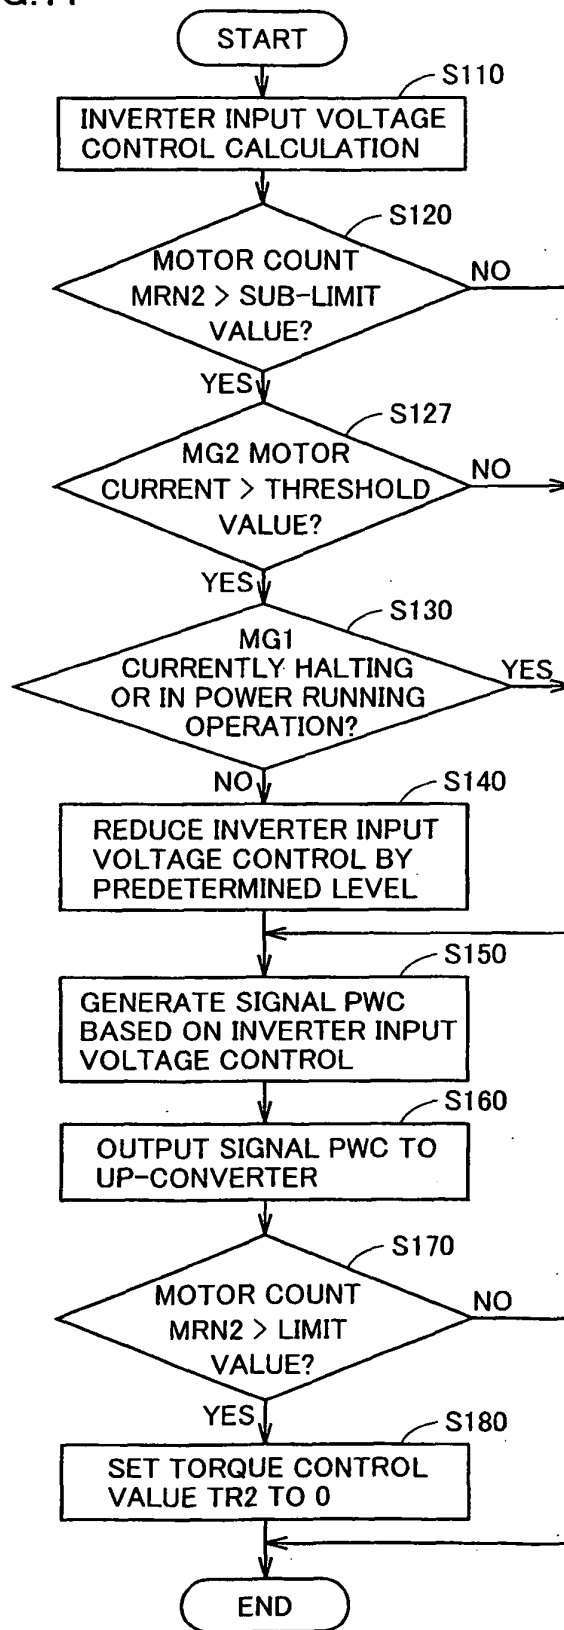 START
S110
INVERTER INPUT VOLTAGE
CONTROL CALCULATION
S120
MOTOR COUNT
MRN2 > SUB-LIMIT
VALUE?
NO
YES
S127
MG2 MOTOR
CURRENT > THRESHOLD
VALUE?
NO
YES
S130
MG1
CURRENTLY HALTING
OR IN POWER RUNNING
OPERATION?
YES
NO
S140
REDUCE INVERTER INPUT
VOLTAGE CONTROL BY
PREDETERMINED LEVEL
S150
GENERATE SIGNAL PWC
BASED ON INVERTER INPUT
VOLTAGE CONTROL
S160
OUTPUT SIGNAL PWC TO
UP-CONVERTER
S170
MOTOR COUNT
MRN2 > LIMIT
VALUE?
NO
YES
S180
SET TORQUE CONTROL
VALUE TR2 TO 0
END